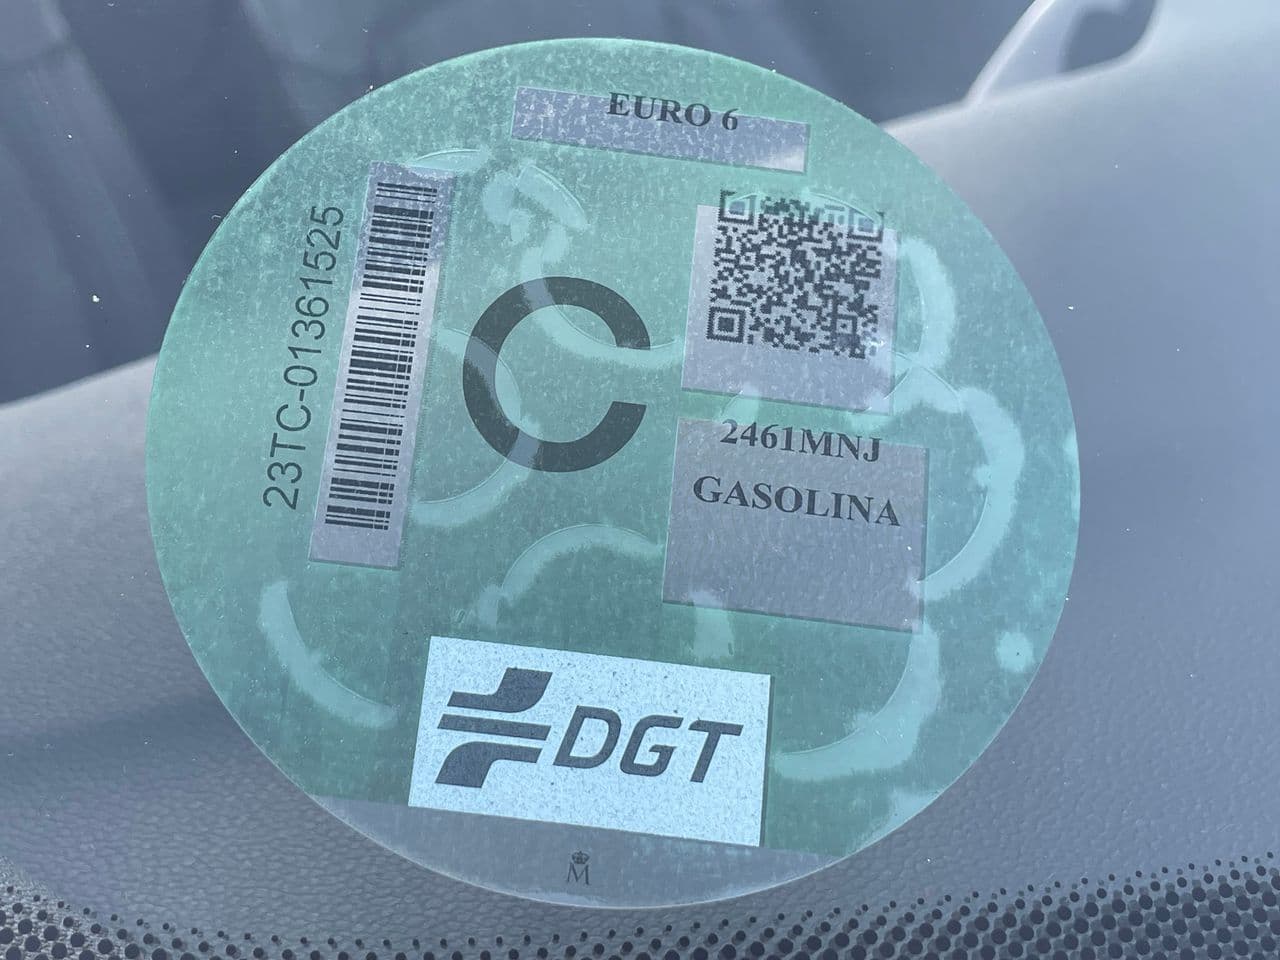 EURO 6
23TC-01361525
C
2461MNJ
GASOLINA
DGT
M